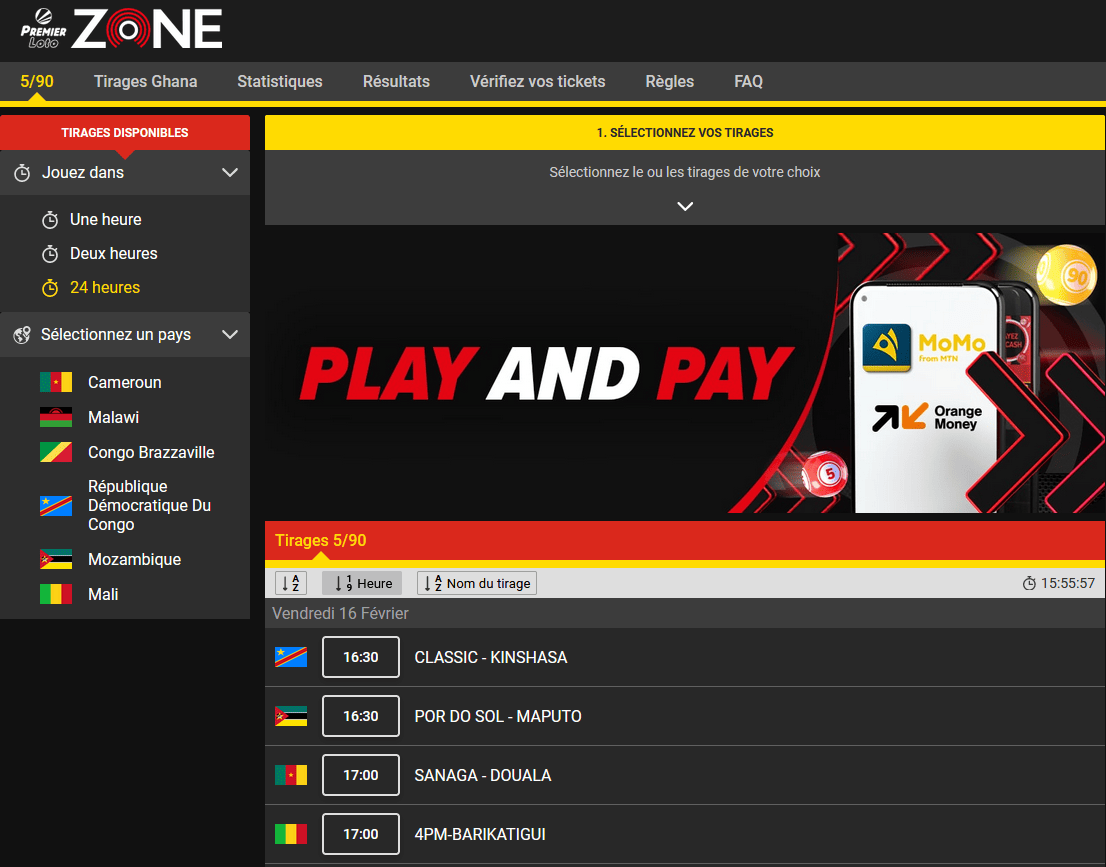 PREMIER
Loto
ZONE
5/90
Tirages Ghana
Statistiques
Résultats
Vérifiez vos tickets
Règles
FAQ
TIRAGES DISPONIBLES
Jouez dans
Une heure
Deux heures
24 heures
Sélectionnez un pays
Cameroun
Malawi
Congo Brazzaville
République
Démocratique Du
Congo
Mozambique
Mali
1. SÉLECTIONNEZ VOS TIRAGES
Sélectionnez le ou les tirages de votre choix
PLAY AND PAY
90
MoMo
from MTN
CASH
Orange
Money
5
Tirages 5/90
A
Z
1
9
Heure
A
Z
Nom du tirage
15:55:57
Vendredi 16 Février
16:30 CLASSIC - KINSHASA
16:30 POR DO SOL - MAPUTO
17:00 SANAGA - DOUALA
17:00 4PM-BARIKATIGUI